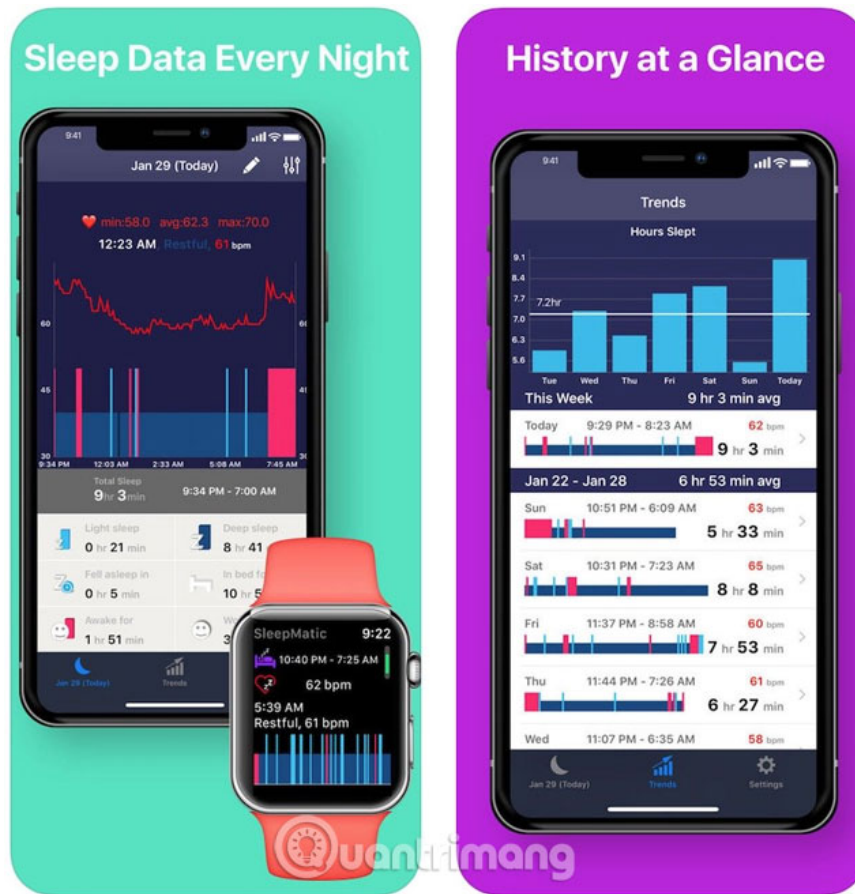 Sleep Data Every Night
9:41
Jan 29 (Today)
min:58.0 avg:62.3 max:70.0
12:23 AM, Restful, 61 bpm
60
60
45
45
30
30
9:34 PM 12:03 AM 2:33 AM 5:08 AM 7:45 AM
Total Sleep
9 hr 3 min
9:34 PM - 7:00 AM
Light sleep
0 hr 21 min
Deep sleep
8 hr 41
Fell asleep in
0 hr 5 min
In bed
10 hr
Awake for
1 hr 51 min
Jan 29 (Today)
Trends
SleepMatic 9:22
10:40 PM - 7:25 AM
62 bpm
5:39 AM
Restful, 61 bpm
History at a Glance
9:41
Trends
Hours Slept
9.1
8.4
7.7
7.2hr
7.0
6.3
5.6
Tue Wed Thu Fri Sat Sun Today
This Week 9 hr 3 min avg
Today 9:29 PM - 8:23 AM 62 bpm
9 hr 3 min
Jan 22 - Jan 28 6 hr 53 min avg
Sun 10:51 PM - 6:09 AM 63 bpm
5 hr 33 min
Sat 10:31 PM - 7:23 AM 65 bpm
8 hr 8 min
Fri 11:37 PM - 8:58 AM 60 bpm
7 hr 53 min
Thu 11:44 PM - 7:26 AM 61 bpm
6 hr 27 min
Wed 11:07 PM - 6:35 AM 58 bpm
Jan 29 (Today)
Trends
Settings
Quantrimang